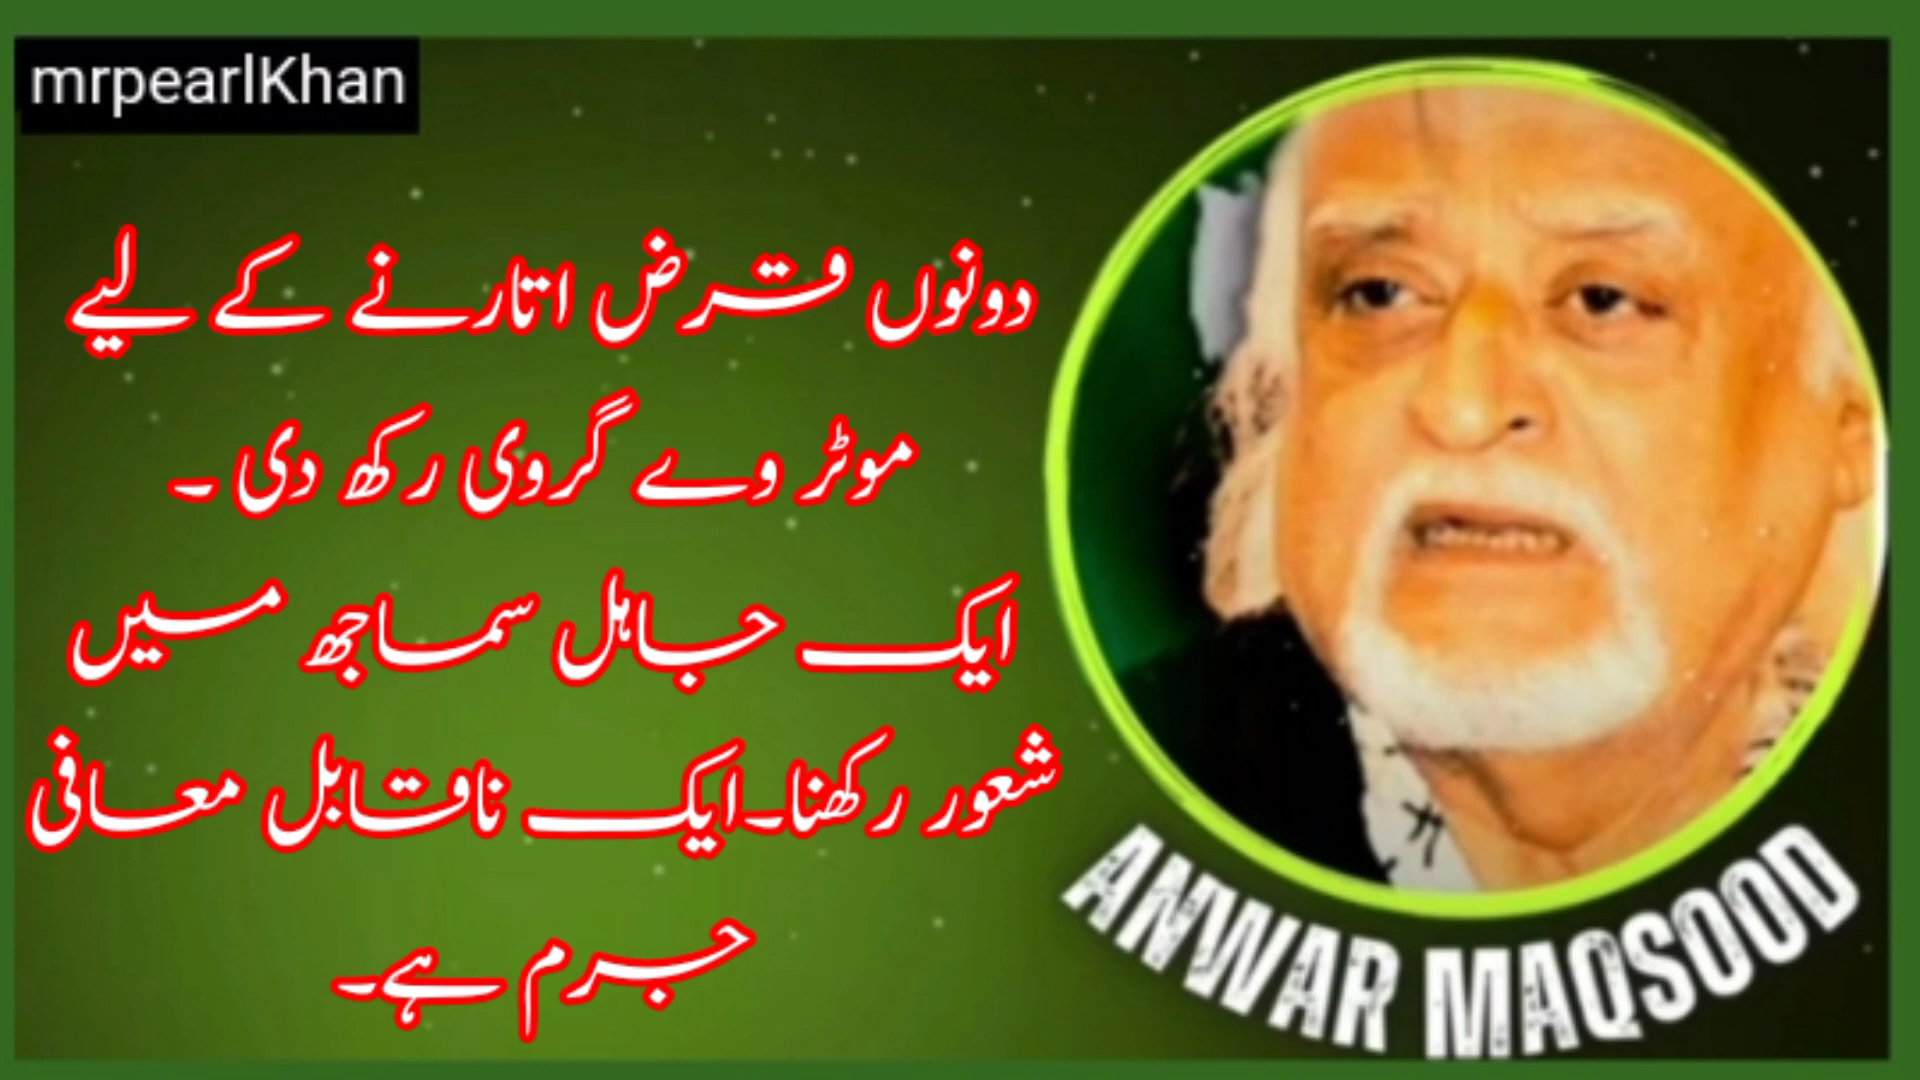 mrpearlKhan
دونوں قرض اتارنے کے لیے
موٹر وے گروی رکھ دی ۔
ایک جاہل سماجھ میں
شعور رکھنا۔ایک ناقابل معافی
جرم ہے۔
ANWAR MAQSOOD